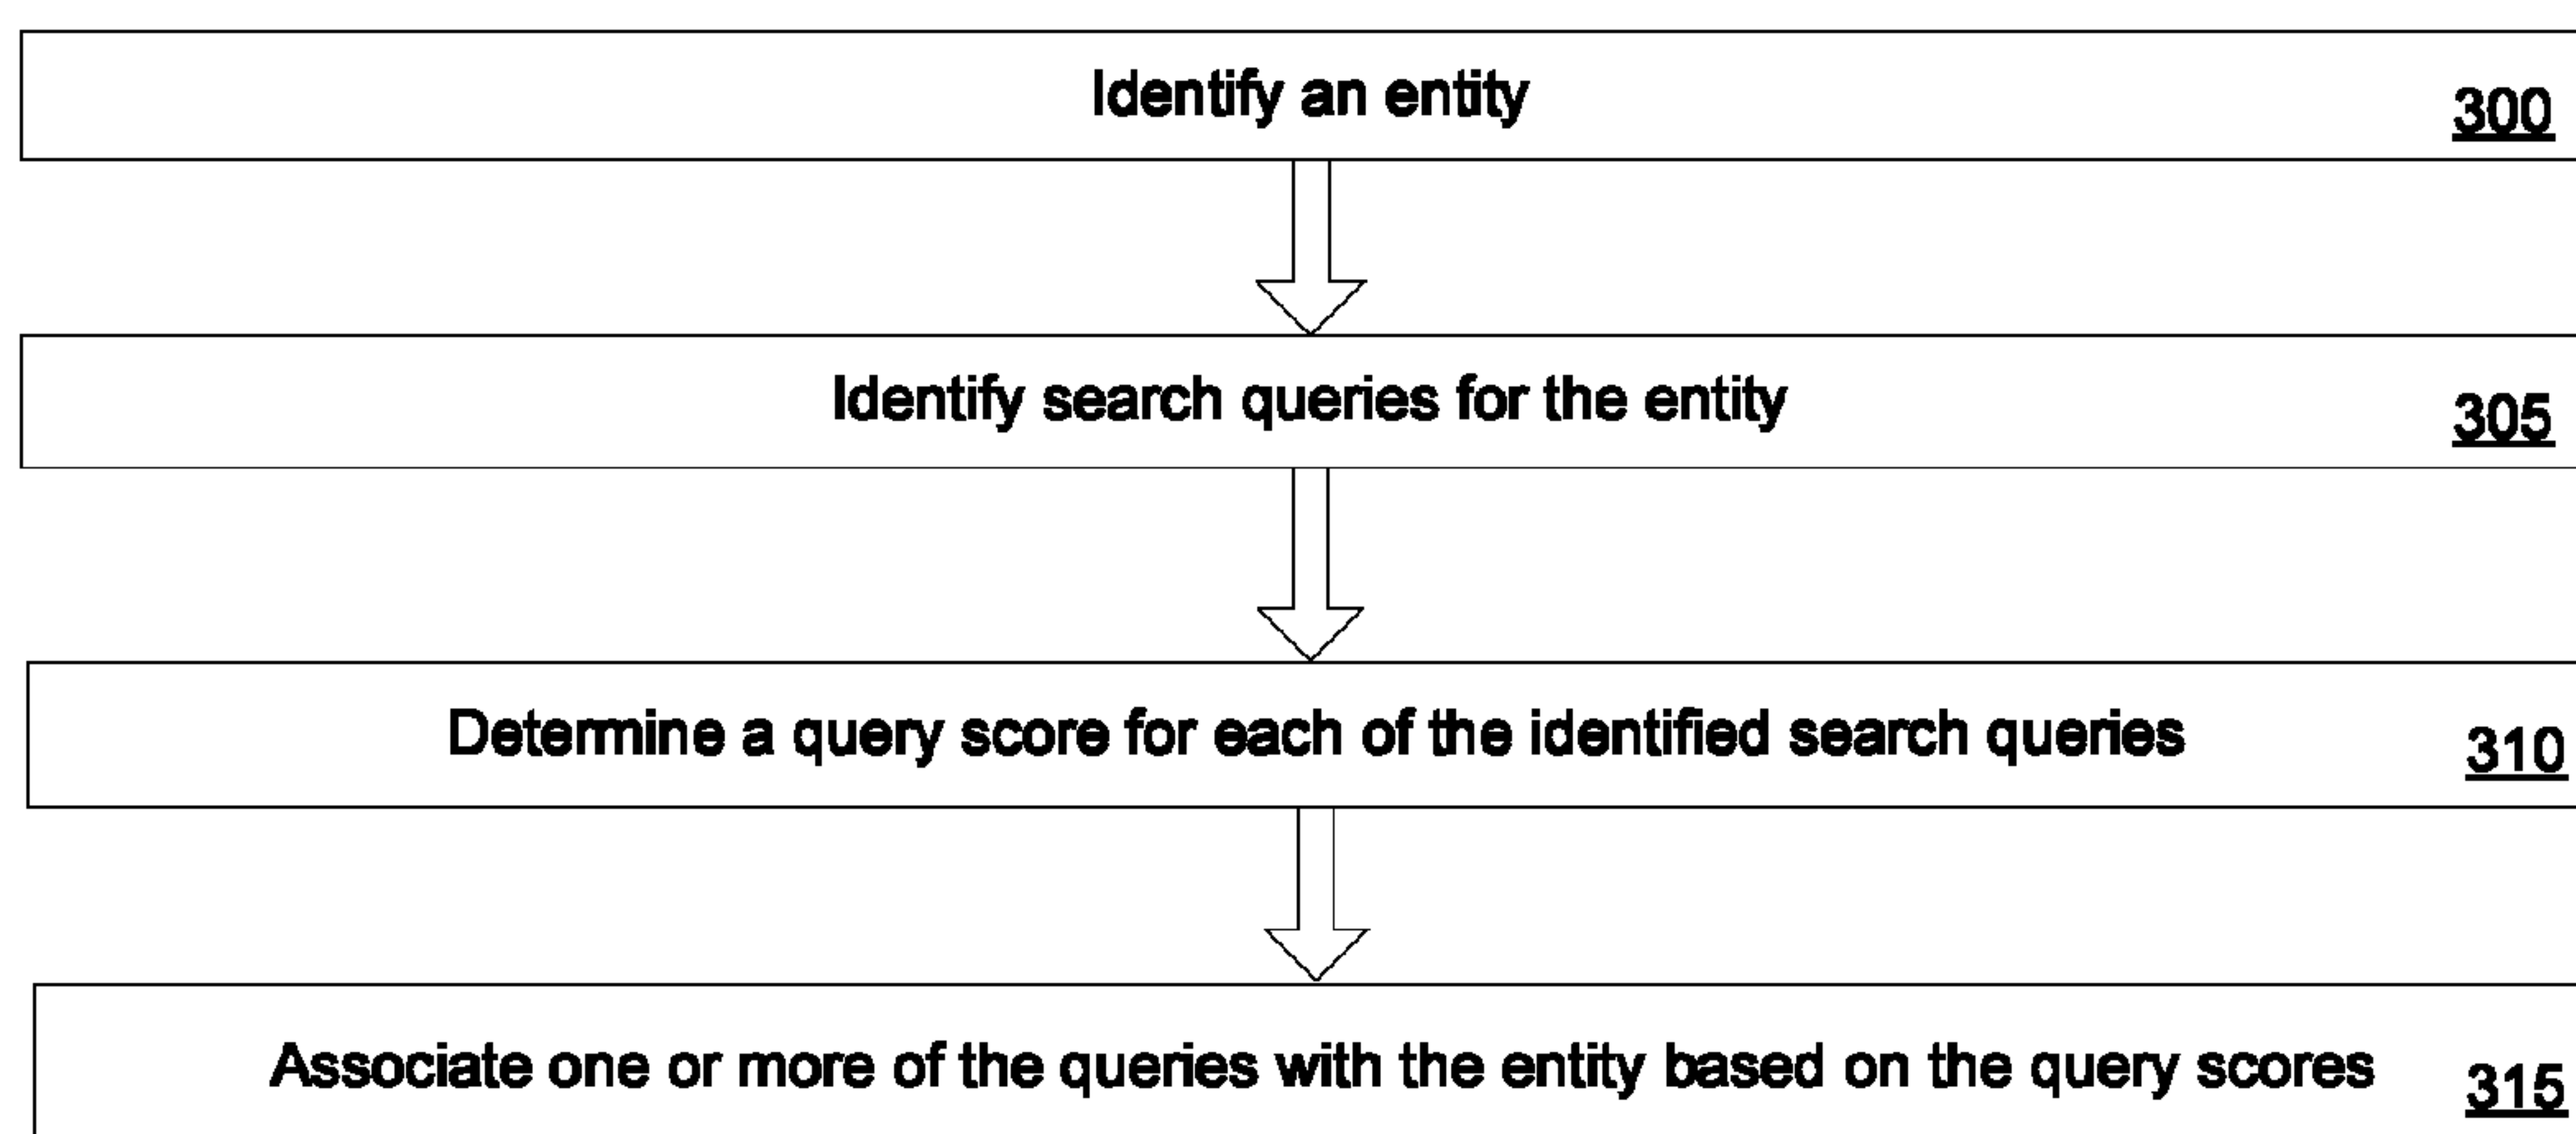 Identify an entity
300
Identify search queries for the entity
305
Determine a query score for each of the identified search queries
310
Associate one or more of the queries with the entity based on the query scores
315